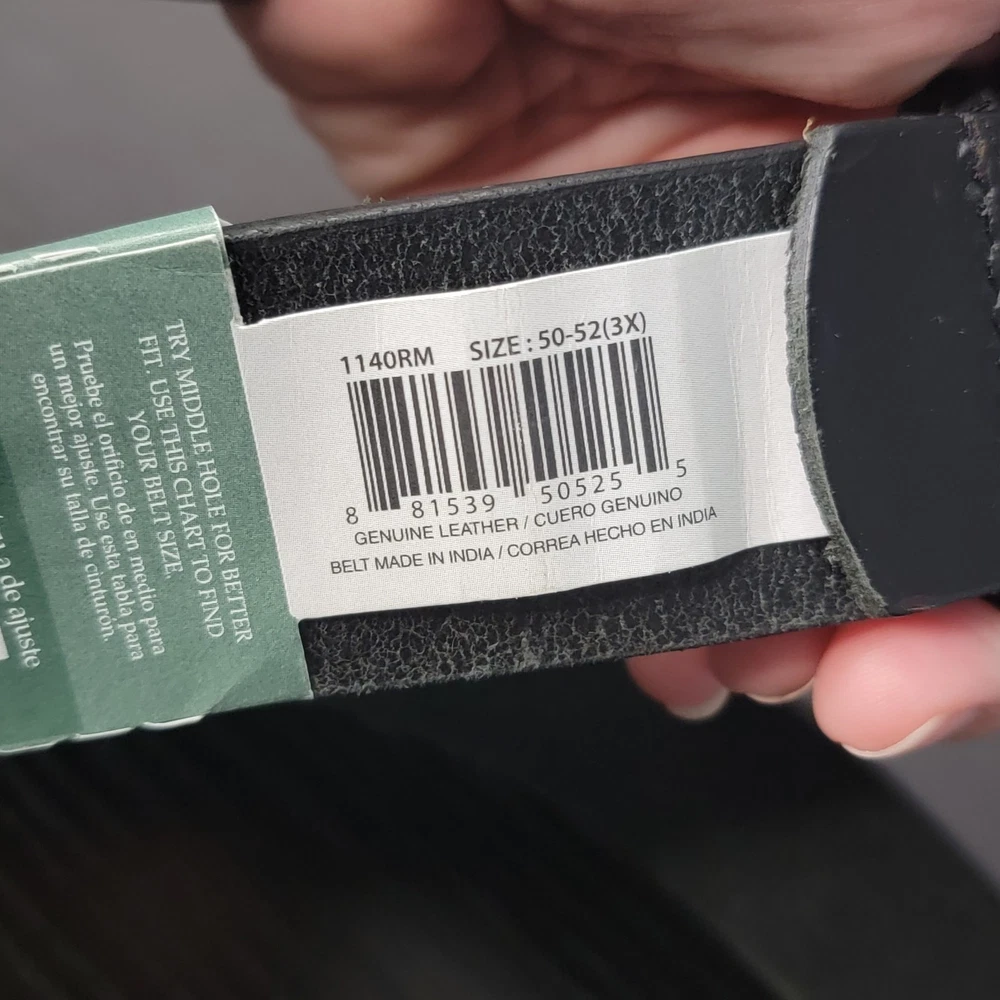 1140RM SIZE : 50-52(3X)
8 81539 50525 5
GENUINE LEATHER / CUERO GENUINO
BELT MADE IN INDIA / CORREA HECHO EN INDIA
TRY MIDDLE HOLE FOR BETTER
FIT. USE THIS CHART TO FIND
YOUR BELT SIZE.
Pruebe el orificio de en medio para
un mejor ajuste. Use esta tabla para
encontrar su talla de cinturón.
a de ajuste